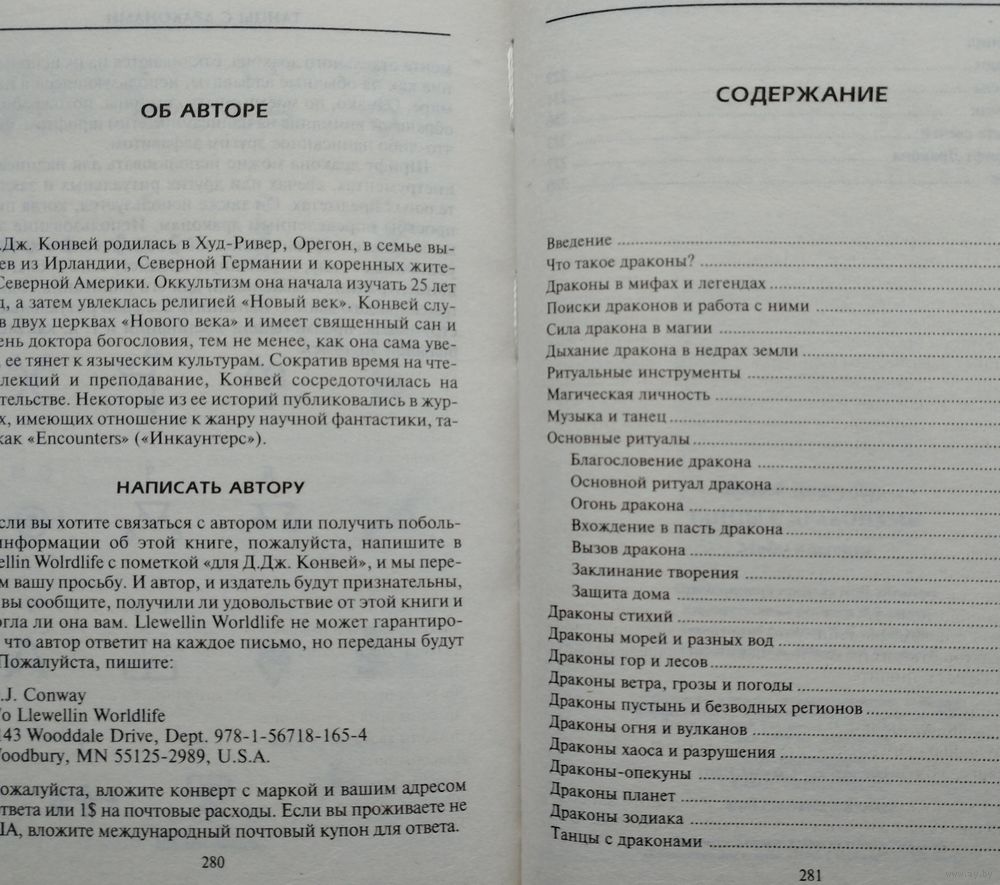 ОБ АВТОРЕ
.Дж. Конвей родилась в Худ-Ривер, Орегон, в семье вы-
ев из Ирландии, Северной Германии и коренных жите-
Северной Америки. Оккультизм она начала изучать 25 лет
д, а затем увлеклась религией «Новый век». Конвей слу-
в двух церквах «Нового века» и имеет священный сан и
ень доктора богословия, тем не менее, как она сама уве-
, ее тянет к языческим культурам. Сократив время на чте-
лекций и преподавание, Конвей сосредоточилась на
тельстве. Некоторые из ее историй публиковались в жур-
х, имеющих отношение к жанру научной фантастики, та-
как «Encounters» («Инкаунтерс»).
НАПИСАТЬ АВТОРУ
сли вы хотите связаться с автором или получить поболь-
информации об этой книге, пожалуйста, напишите в
ellin Wolrdlife с пометкой «для Д.Дж. Конвей», и мы пере-
м вашу просьбу. И автор, и издатель будут признательны,
вы сообщите, получили ли удовольствие от этой книги и
огла ли она вам. Llewellin Worldlife не может гарантиро-
что автор ответит на каждое письмо, но переданы будут
Пожалуйста, пишите:
.J. Conway
/o Llewellin Worldlife
143 Wooddale Drive, Dept. 978-1-56718-165-4
oodbury, MN 55125-2989, U.S.A.
ожалуйста, вложите конверт с маркой и вашим адресом
ответа или 1$ на почтовые расходы. Если вы проживаете не
ША, вложите международный почтовый купон для ответа.
280
СОДЕРЖАНИЕ
Введение
Что такое драконы?
Драконы в мифах и легендах
Поиски драконов и работа с ними
Сила дракона в магии
Дыхание дракона в недрах земли
Ритуальные инструменты
Магическая личность
Музыка и танец
Основные ритуалы
Благословение дракона
Основной ритуал дракона
Огонь дракона
Вхождение в пасть дракона
Вызов дракона
Заклинание творения
Защита дома
Драконы стихий
Драконы морей и разных вод
Драконы гор и лесов
Драконы ветра, грозы и погоды
Драконы пустынь и безводных регионов
Драконы огня и вулканов
Драконы хаоса и разрушения
Драконы-опекуны
Драконы планет
Драконы зодиака
Танцы с драконами
281
www.ay.by